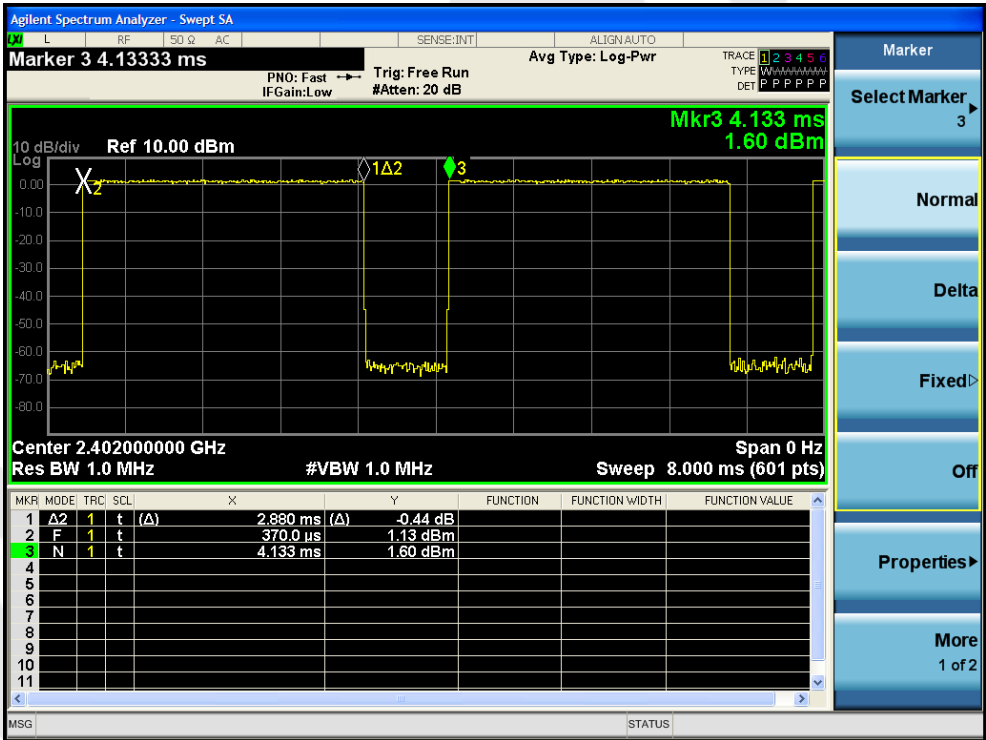 Agilent Spectrum Analyzer - Swept SA
LXI L RF 50 Ω AC SENSE:INT ALIGN AUTO
Marker 3 4.13333 ms
PNO: Fast
IFGain:Low
Trig: Free Run
#Atten: 20 dB
Avg Type: Log-Pwr
TRACE 1 2 3 4 5 6
TYPE WWWWWW
DET P P P P P P
Mkr3 4.133 ms
1.60 dBm
10 dB/div Ref 10.00 dBm
Log
0.00
-10.0
-20.0
-30.0
-40.0
-50.0
-60.0
-70.0
-80.0
2
1Δ2
3
Center 2.402000000 GHz Span 0 Hz
Res BW 1.0 MHz #VBW 1.0 MHz Sweep 8.000 ms (601 pts)
MKR MODE TRC SCL X Y FUNCTION FUNCTION WIDTH FUNCTION VALUE
1 Δ2 1 t (Δ) 2.880 ms (Δ) -0.44 dB
2 F 1 t 370.0 µs 1.13 dBm
3 N 1 t 4.133 ms 1.60 dBm
4
5
6
7
8
9
10
11
MSG STATUS
Marker
Select Marker
3
Normal
Delta
Fixed
Off
Properties
More
1 of 2